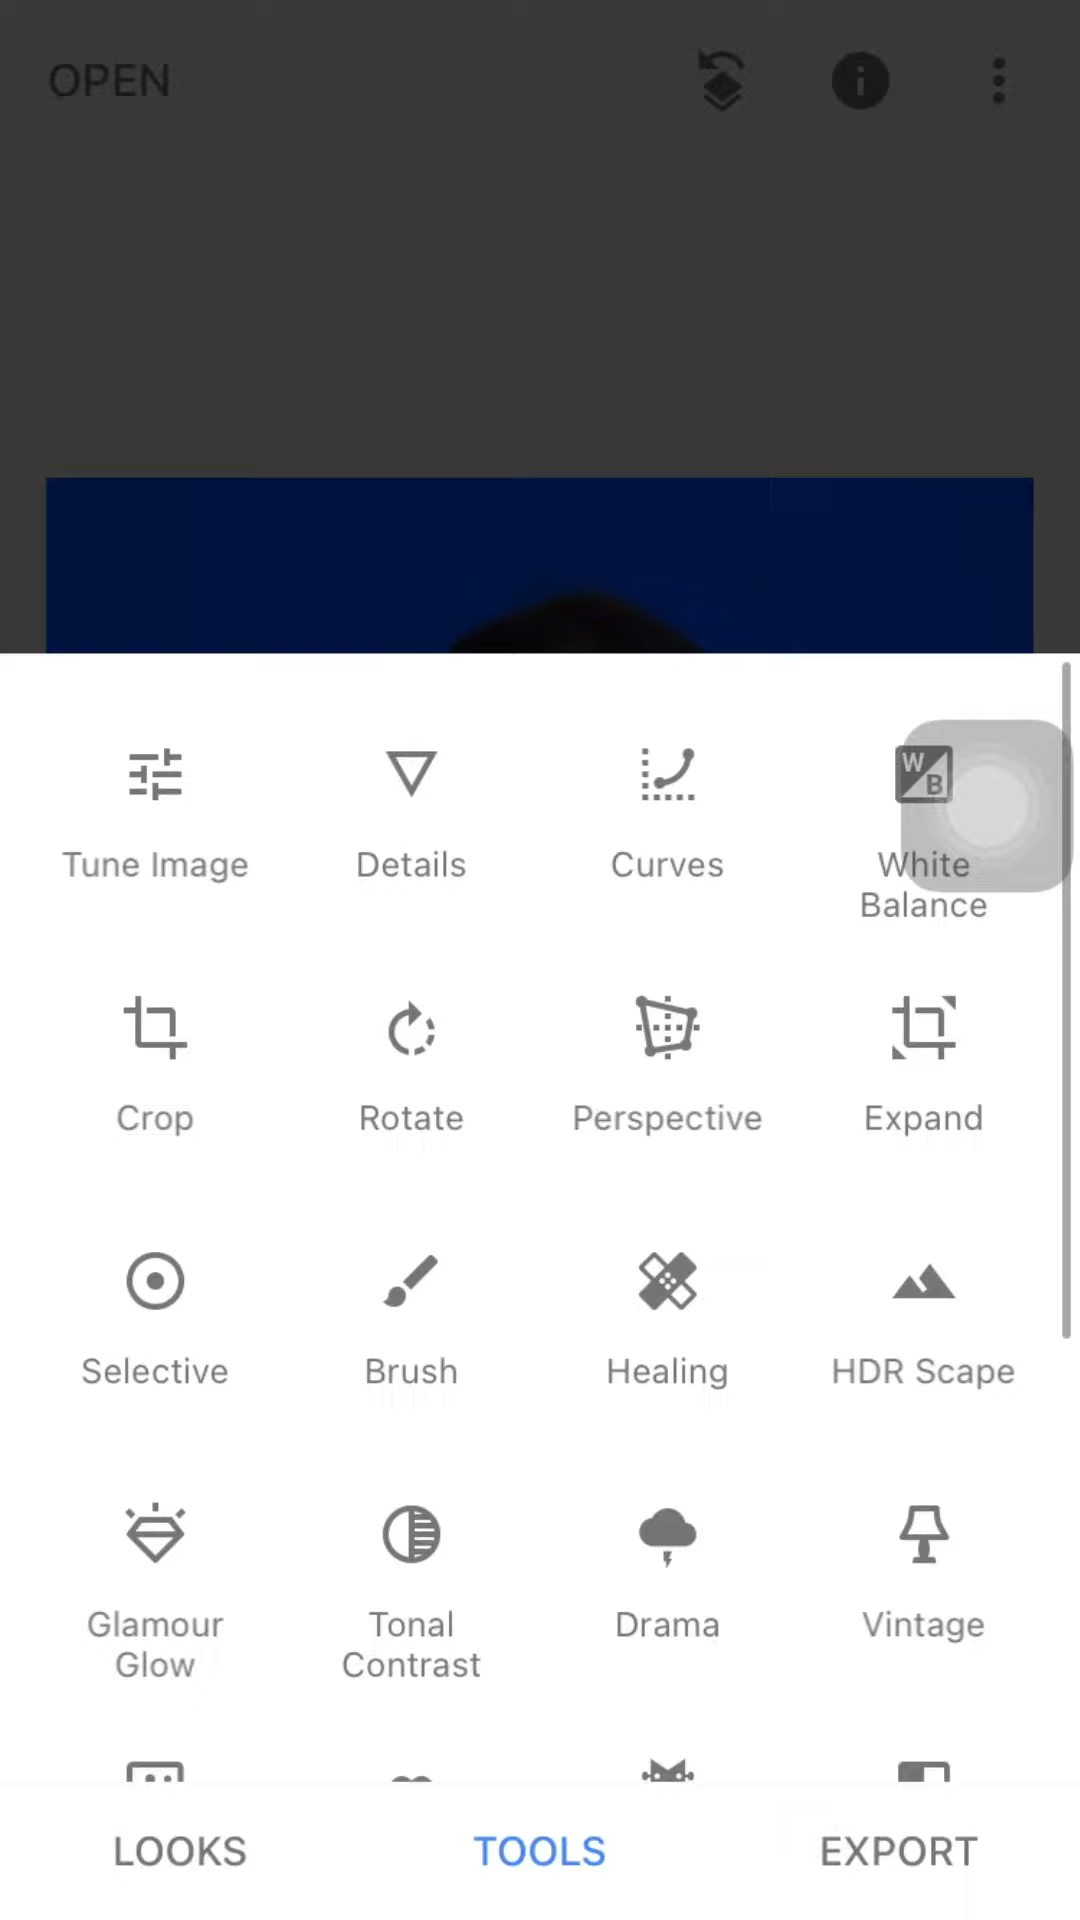 OPEN
Tune Image
Details
Curves
W
B
White
Balance
Crop
Rotate
Perspective
Expand
Selective
Brush
Healing
HDR Scape
Glamour
Glow
Tonal
Contrast
Drama
Vintage
LOOKS
TOOLS
EXPORT